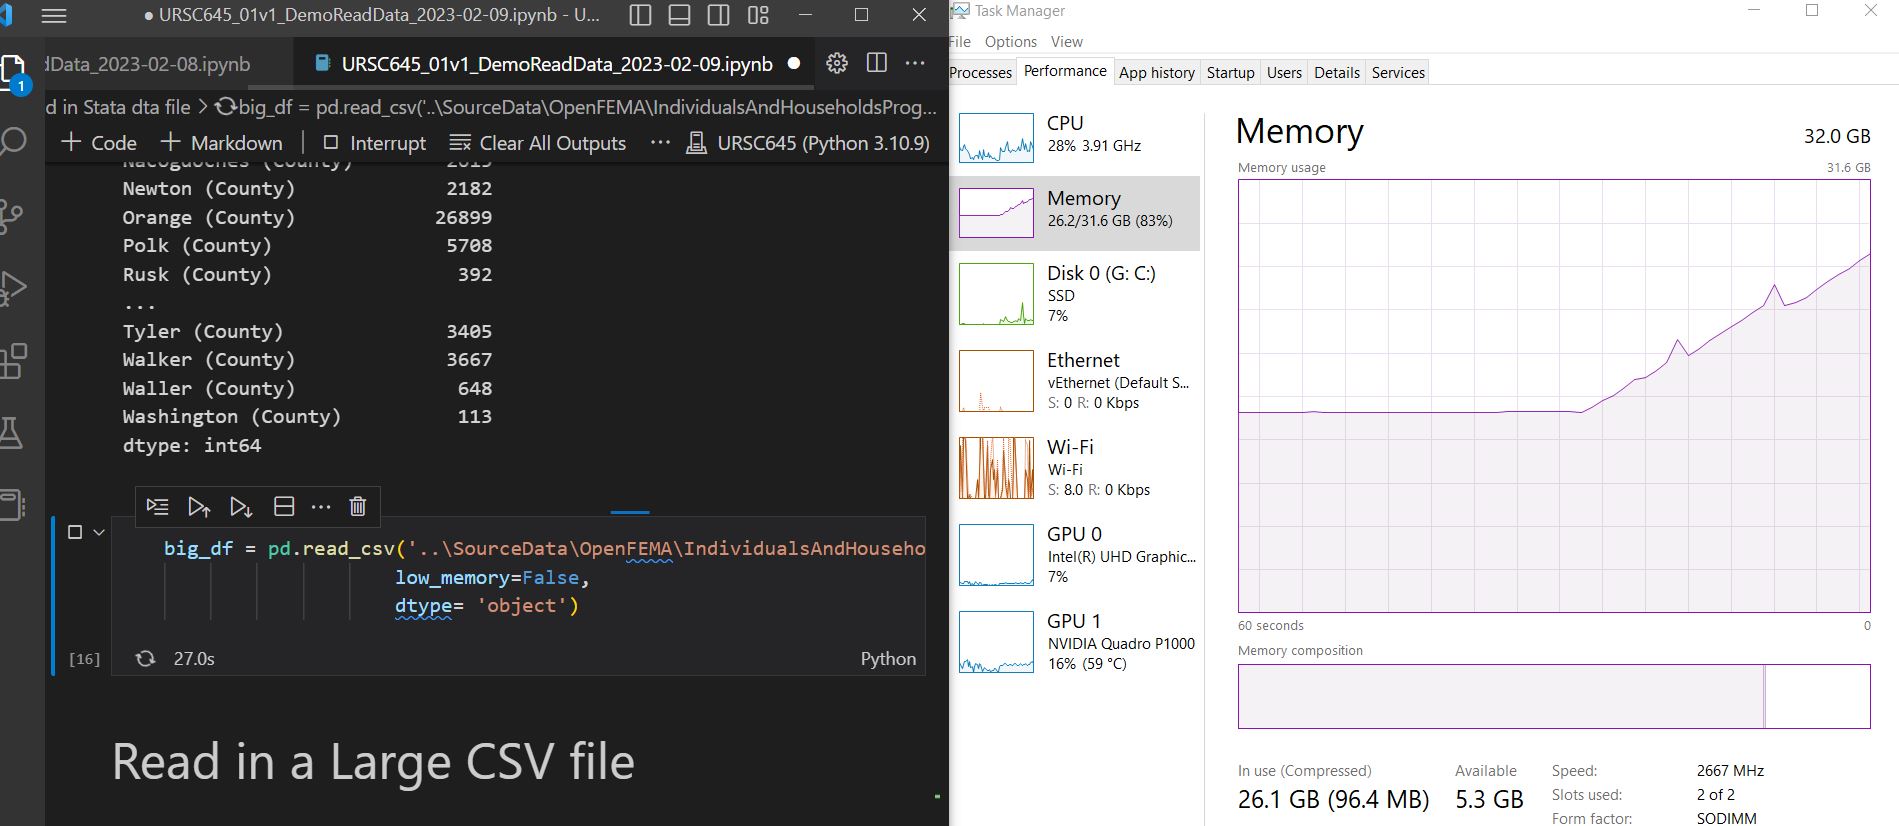 ● URSC645_01v1_DemoReadData_2023-02-09.ipynb - U...
dData_2023-02-08.ipynb
URSC645_01v1_DemoReadData_2023-02-09.ipynb ●
1
d in Stata dta file > big_df = pd.read_csv('..\SourceData\OpenFEMA\IndividualsAndHouseholdsProg...
+ Code + Markdown Interrupt Clear All Outputs ... URSC645 (Python 3.10.9)
Nacogdoches (County) 2015
Newton (County) 2182
Orange (County) 26899
Polk (County) 5708
Rusk (County) 392
...
Tyler (County) 3405
Walker (County) 3667
Waller (County) 648
Washington (County) 113
dtype: int64
big_df = pd.read_csv('..\SourceData\OpenFEMA\IndividualsAndHouseho
low_memory=False,
dtype= 'object')
[16] 27.0s Python
Read in a Large CSV file
Task Manager
File Options View
Processes Performance App history Startup Users Details Services
CPU
28% 3.91 GHz
Memory
26.2/31.6 GB (83%)
Disk 0 (G: C:)
SSD
7%
Ethernet
vEthernet (Default S...
S: 0 R: 0 Kbps
Wi-Fi
Wi-Fi
S: 8.0 R: 0 Kbps
GPU 0
Intel(R) UHD Graphic...
7%
GPU 1
NVIDIA Quadro P1000
16% (59 °C)
Memory 32.0 GB
Memory usage 31.6 GB
60 seconds 0
Memory composition
In use (Compressed) Available Speed: 2667 MHz
26.1 GB (96.4 MB) 5.3 GB Slots used: 2 of 2
Form factor: SODIMM